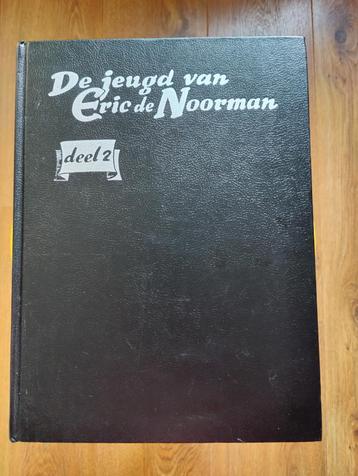 De jeugd van
Eric de Noorman
deel 2